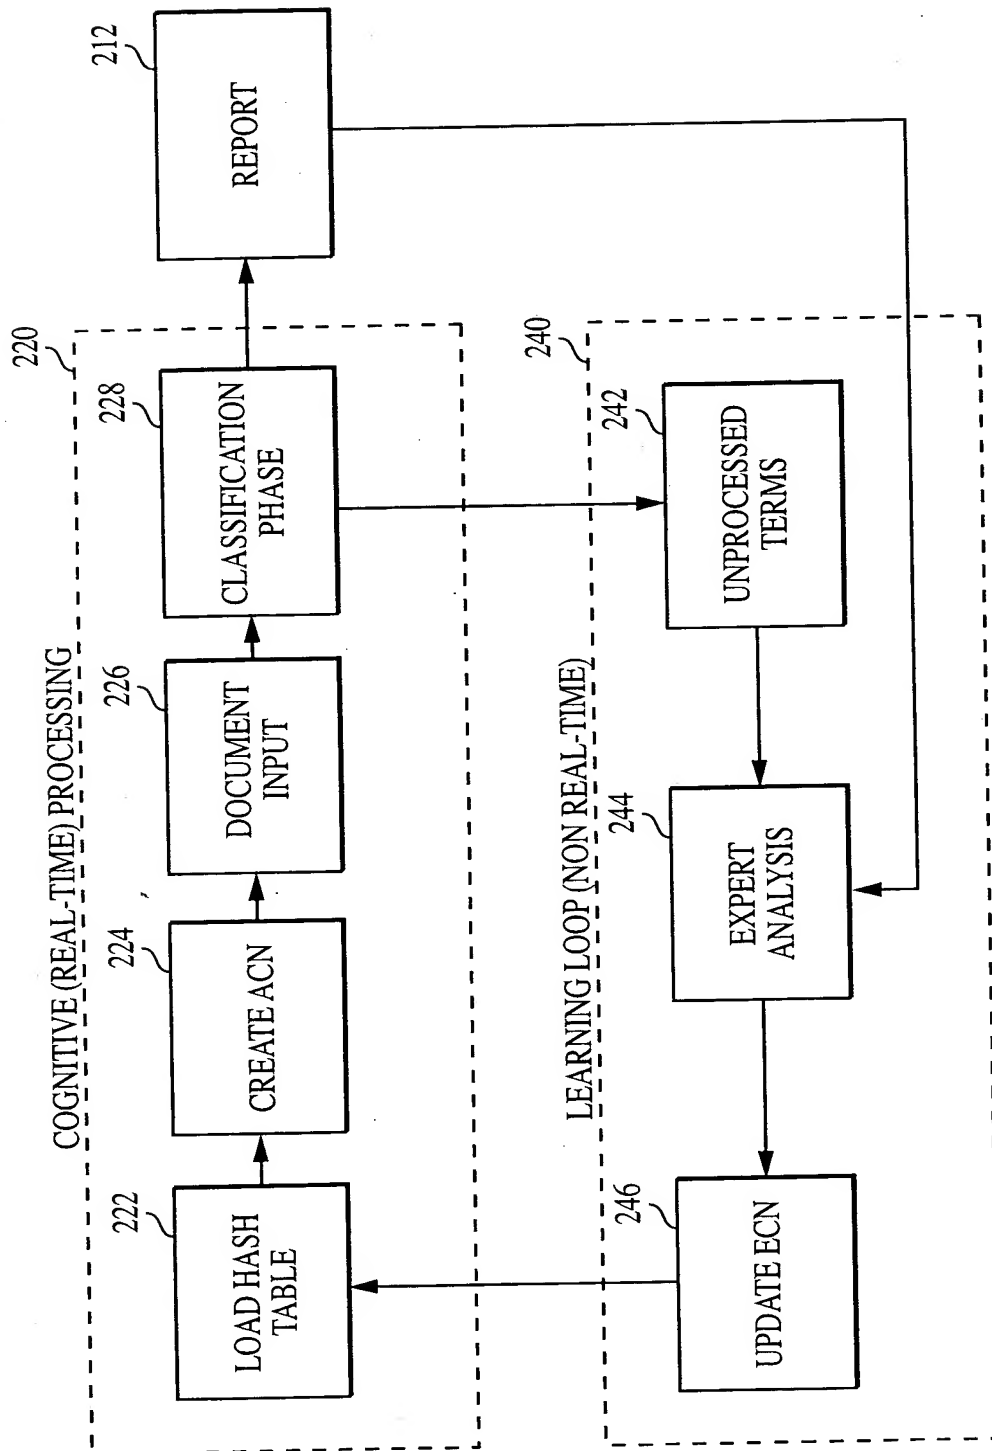 COGNITIVE (REAL-TIME) PROCESSING
220
222
LOAD HASH
TABLE
224
CREATE ACN
226
DOCUMENT
INPUT
228
CLASSIFICATION
PHASE
212
REPORT
LEARNING LOOP (NON REAL-TIME)
240
246
UPDATE ECN
244
EXPERT
ANALYSIS
242
UNPROCESSED
TERMS